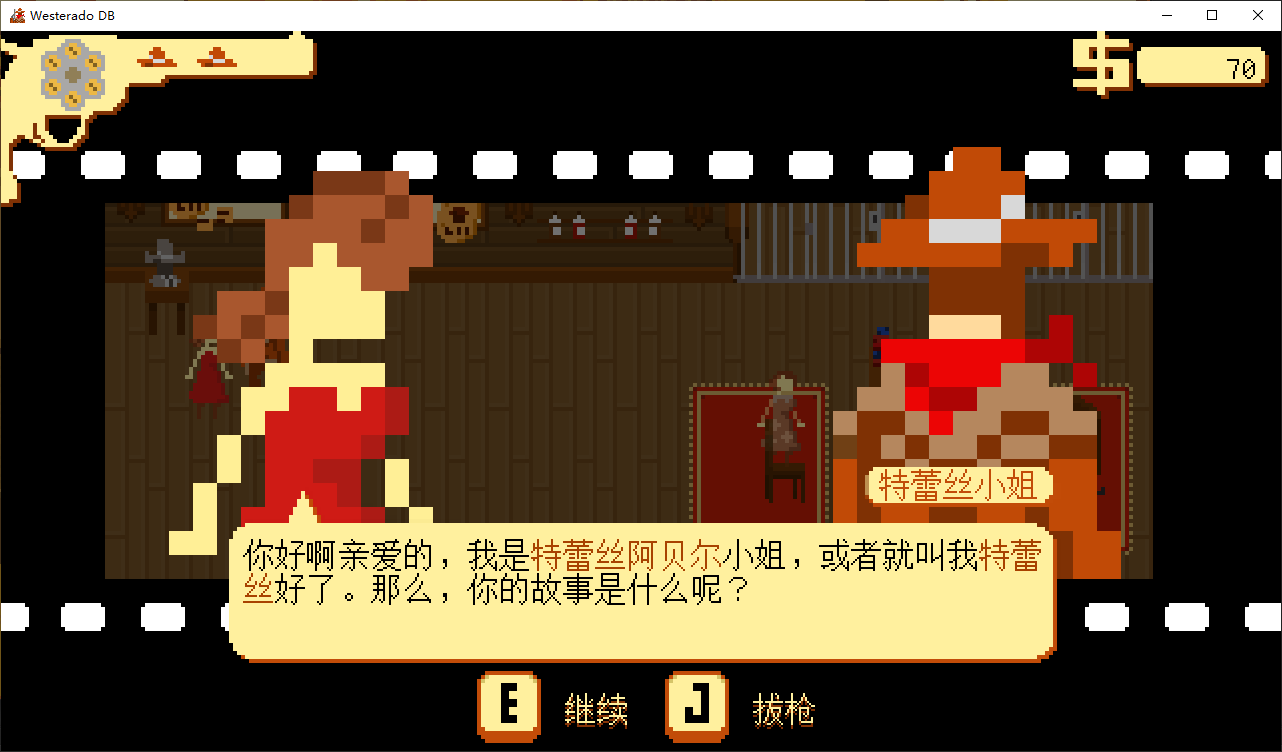 Westerado DB
$ 70
特蕾丝小姐
你好啊亲爱的，我是特蕾丝阿贝尔小姐，或者就叫我特蕾
丝好了。那么，你的故事是什么呢？
E 继续 J 拔枪